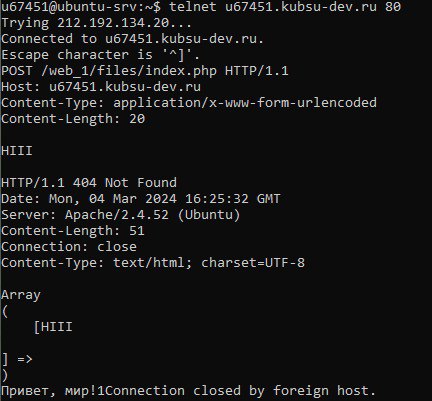 u67451@ubuntu-srv:~$ telnet u67451.kubsu-dev.ru 80
Trying 212.192.134.20...
Connected to u67451.kubsu-dev.ru.
Escape character is '^]'.
POST /web_1/files/index.php HTTP/1.1
Host: u67451.kubsu-dev.ru
Content-Type: application/x-www-form-urlencoded
Content-Length: 20
HIII
HTTP/1.1 404 Not Found
Date: Mon, 04 Mar 2024 16:25:32 GMT
Server: Apache/2.4.52 (Ubuntu)
Content-Length: 51
Connection: close
Content-Type: text/html; charset=UTF-8
Array
(
    [HIII
] =>
)
Привет, мир!1Connection closed by foreign host.